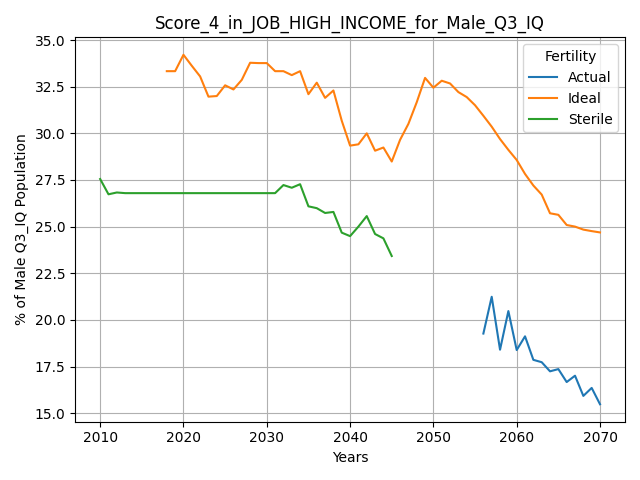 Score_4_in_JOB_HIGH_INCOME_for_Male_Q3_IQ
% of Male Q3_IQ Population
35.0
32.5
30.0
27.5
25.0
22.5
20.0
17.5
15.0
Fertility
Actual
Ideal
Sterile
2010 2020 2030 2040 2050 2060 2070
Years